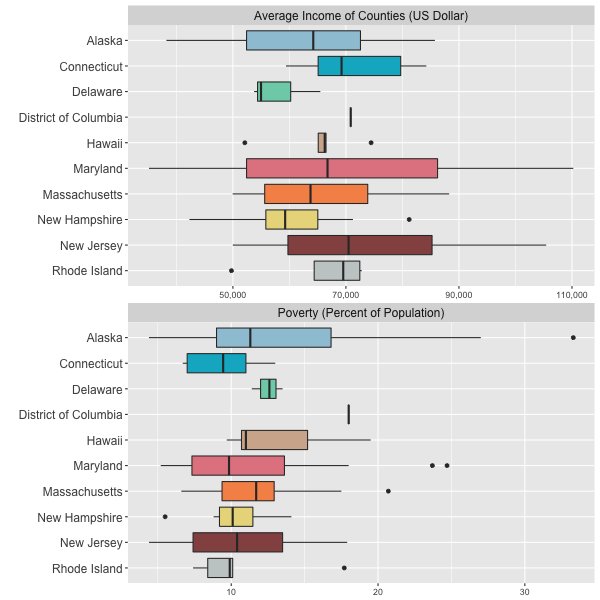 Average Income of Counties (US Dollar)
Alaska
Connecticut
Delaware
District of Columbia
Hawaii
Maryland
Massachusetts
New Hampshire
New Jersey
Rhode Island
50,000 70,000 90,000 110,000
Poverty (Percent of Population)
Alaska
Connecticut
Delaware
District of Columbia
Hawaii
Maryland
Massachusetts
New Hampshire
New Jersey
Rhode Island
10 20 30